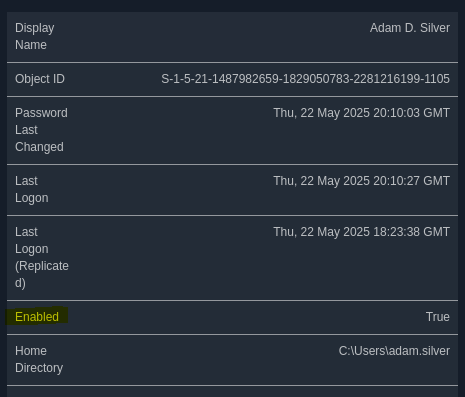 Display Name Adam D. Silver
Object ID S-1-5-21-1487982659-1829050783-2281216199-1105
Password Last Changed Thu, 22 May 2025 20:10:03 GMT
Last Logon Thu, 22 May 2025 20:10:27 GMT
Last Logon (Replicated) Thu, 22 May 2025 18:23:38 GMT
Enabled True
Home Directory C:\Users\adam.silver